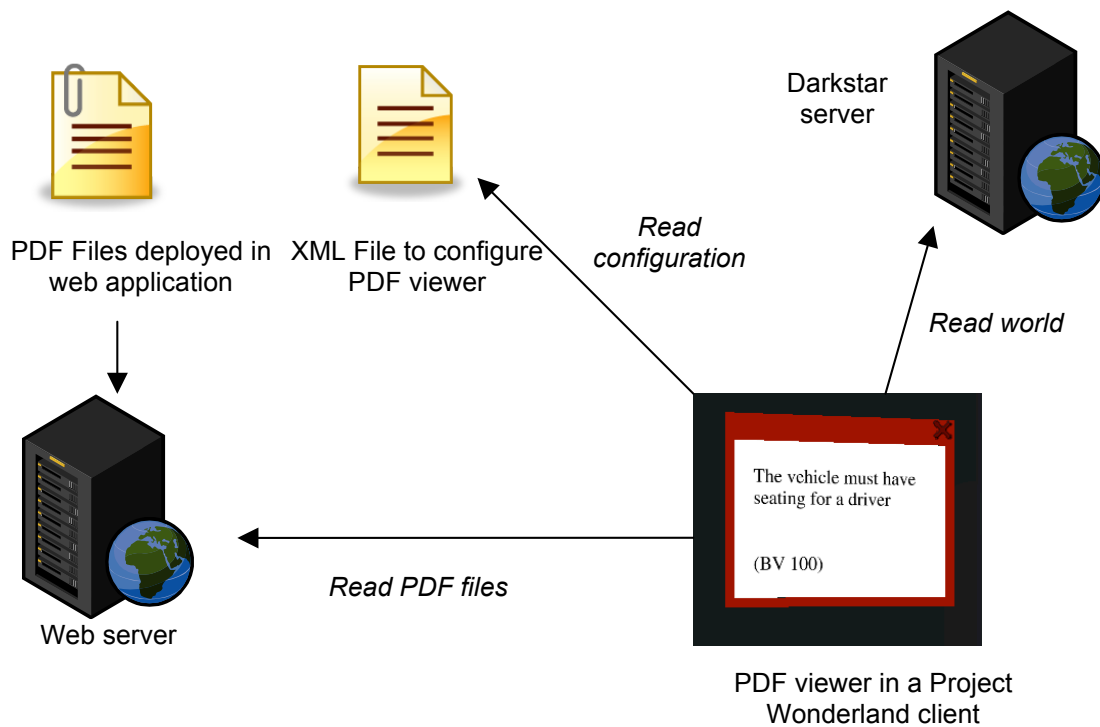 Darkstar
server
PDF Files deployed in
web application
XML File to configure
PDF viewer
Read
configuration
Read world
The vehicle must have
seating for a driver
(BV 100)
Read PDF files
Web server
PDF viewer in a Project
Wonderland client